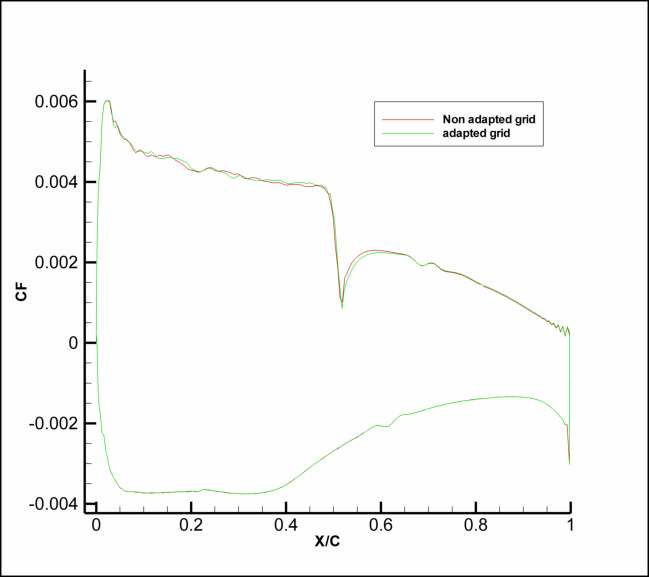 0.006
0.004
0.002
0
-0.002
-0.004
CF
Non adapted grid
adapted grid
0 0.2 0.4 0.6 0.8 1
X/C